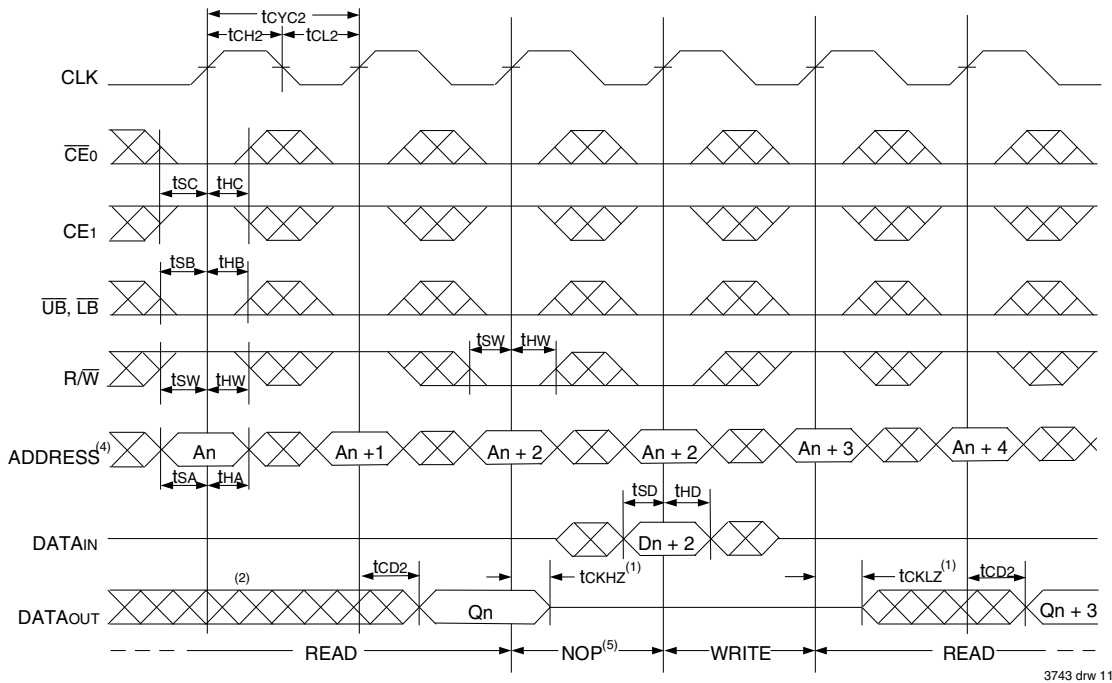 tCYC2
tCH2 tCL2
CLK
CE0
tSC tHC
CE1
tSB tHB
UB, LB
tSW tHW
R/W
tSW tHW
ADDRESS(4) An An +1 An + 2 An + 2 An + 3 An + 4
tSA tHA
tSD tHD
DATAIN Dn + 2
(2) tCD2 tCKHZ(1) tCKLZ(1) tCD2
DATAOUT Qn Qn + 3
READ NOP(5) WRITE READ
3743 drw 11